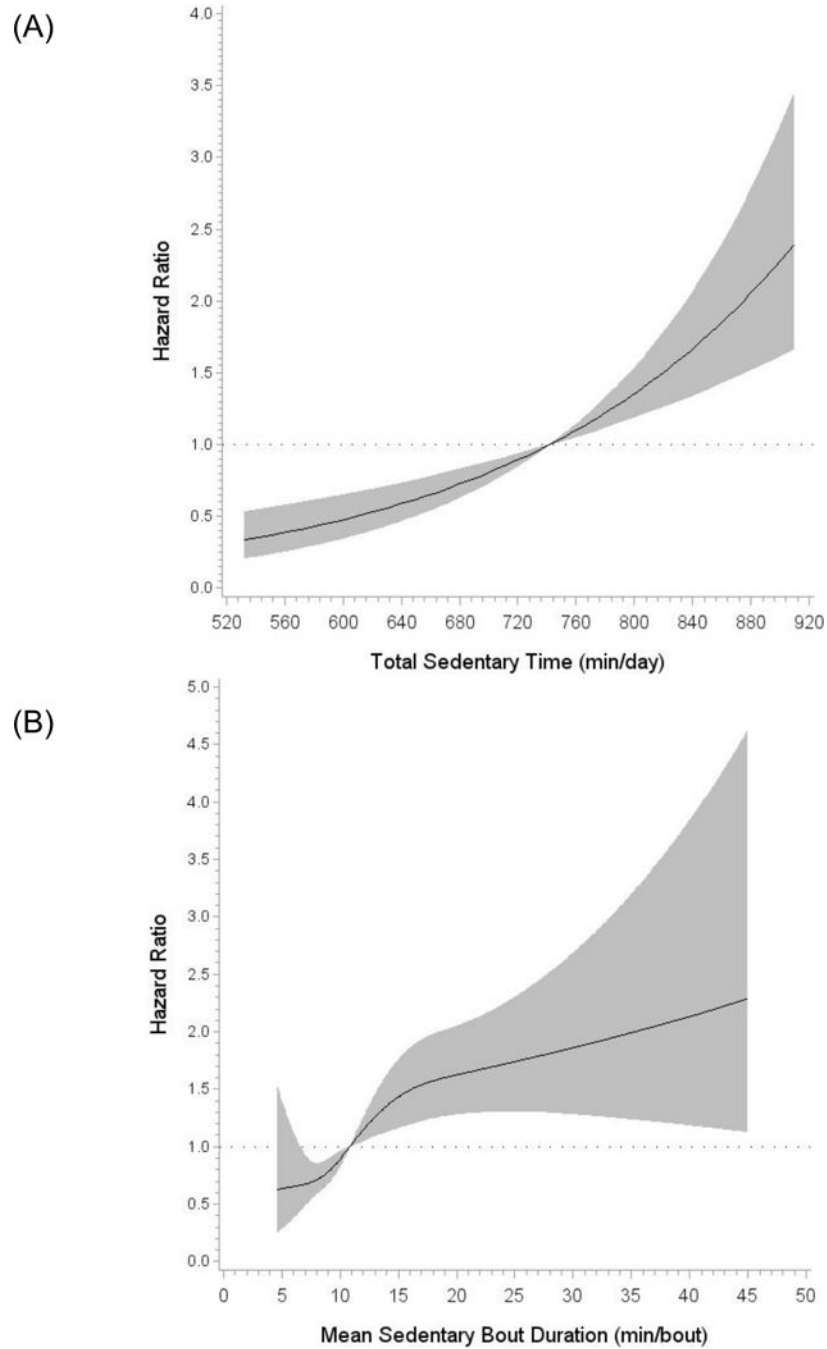 (A)
4.0
3.5
3.0
2.5
2.0
1.5
1.0
0.5
0.0
Hazard Ratio
520 560 600 640 680 720 760 800 840 880 920
Total Sedentary Time (min/day)
(B)
5.0
4.5
4.0
3.5
3.0
2.5
2.0
1.5
1.0
0.5
0.0
Hazard Ratio
0 5 10 15 20 25 30 35 40 45 50
Mean Sedentary Bout Duration (min/bout)